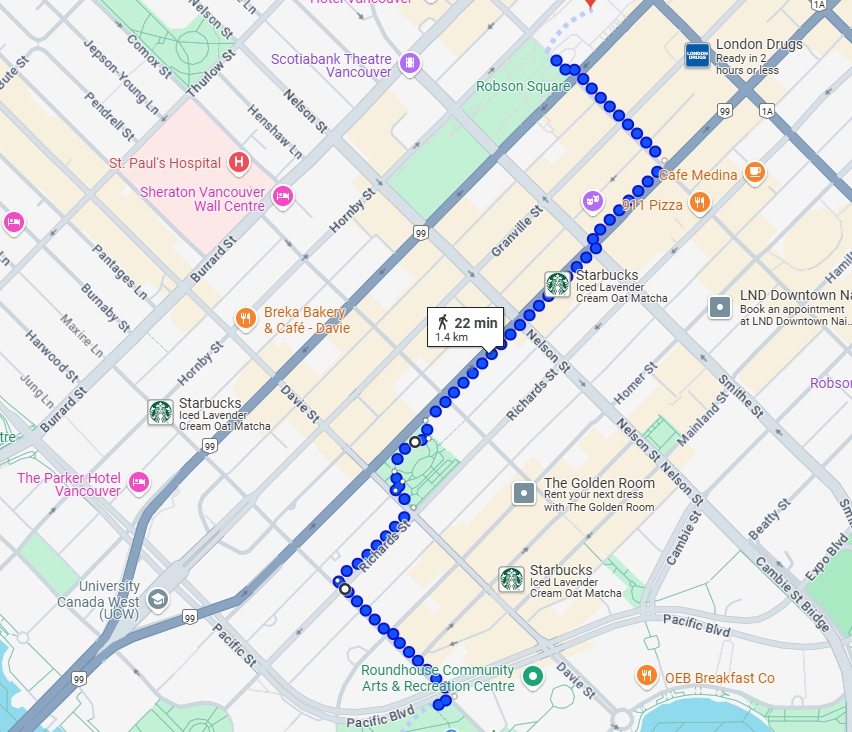 Hotel Vancouver
1A
Nelson St
Comox St
Thurlow St
Jepson-Young Ln
Bute St
Pendrell St
Scotiabank Theatre
Vancouver
Nelson St
Henshaw Ln
Robson Square
LONDON
DRUGS
London Drugs
Ready in 2
hours or less
99
1A
St. Paul's Hospital
H
Sheraton Vancouver
Wall Centre
Cafe Medina
911 Pizza
Hornby St
Granville St
99
Burrard St
Pantages Ln
Burnaby St
Starbucks
Iced Lavender
Cream Oat Matcha
LND Downtown Na
Book an appointment
at LND Downtown Nai...
Hamil
Breka Bakery
& Café - Davie
22 min
1.4 km
Maxine Ln
Harwood St
Jung Ln
Hornby St
Burrard St
Nelson St
Richards St
Homer St
Smithe St
Robso
Mainland St
Davie St
Starbucks
Iced Lavender
Cream Oat Matcha
tre
99
Nelson St
Nelson St
The Parker Hotel
Vancouver
The Golden Room
Rent your next dress
with The Golden Room
Cambie St
Beatty St
Smi
Expo Blvd
Richards St
Starbucks
Iced Lavender
Cream Oat Matcha
Cambie St Bridge
University
Canada West
(UCW)
99
Pacific St
Pacific Blvd
Roundhouse Community
Arts & Recreation Centre
Davie St
OEB Breakfast Co
99
Pacific Blvd